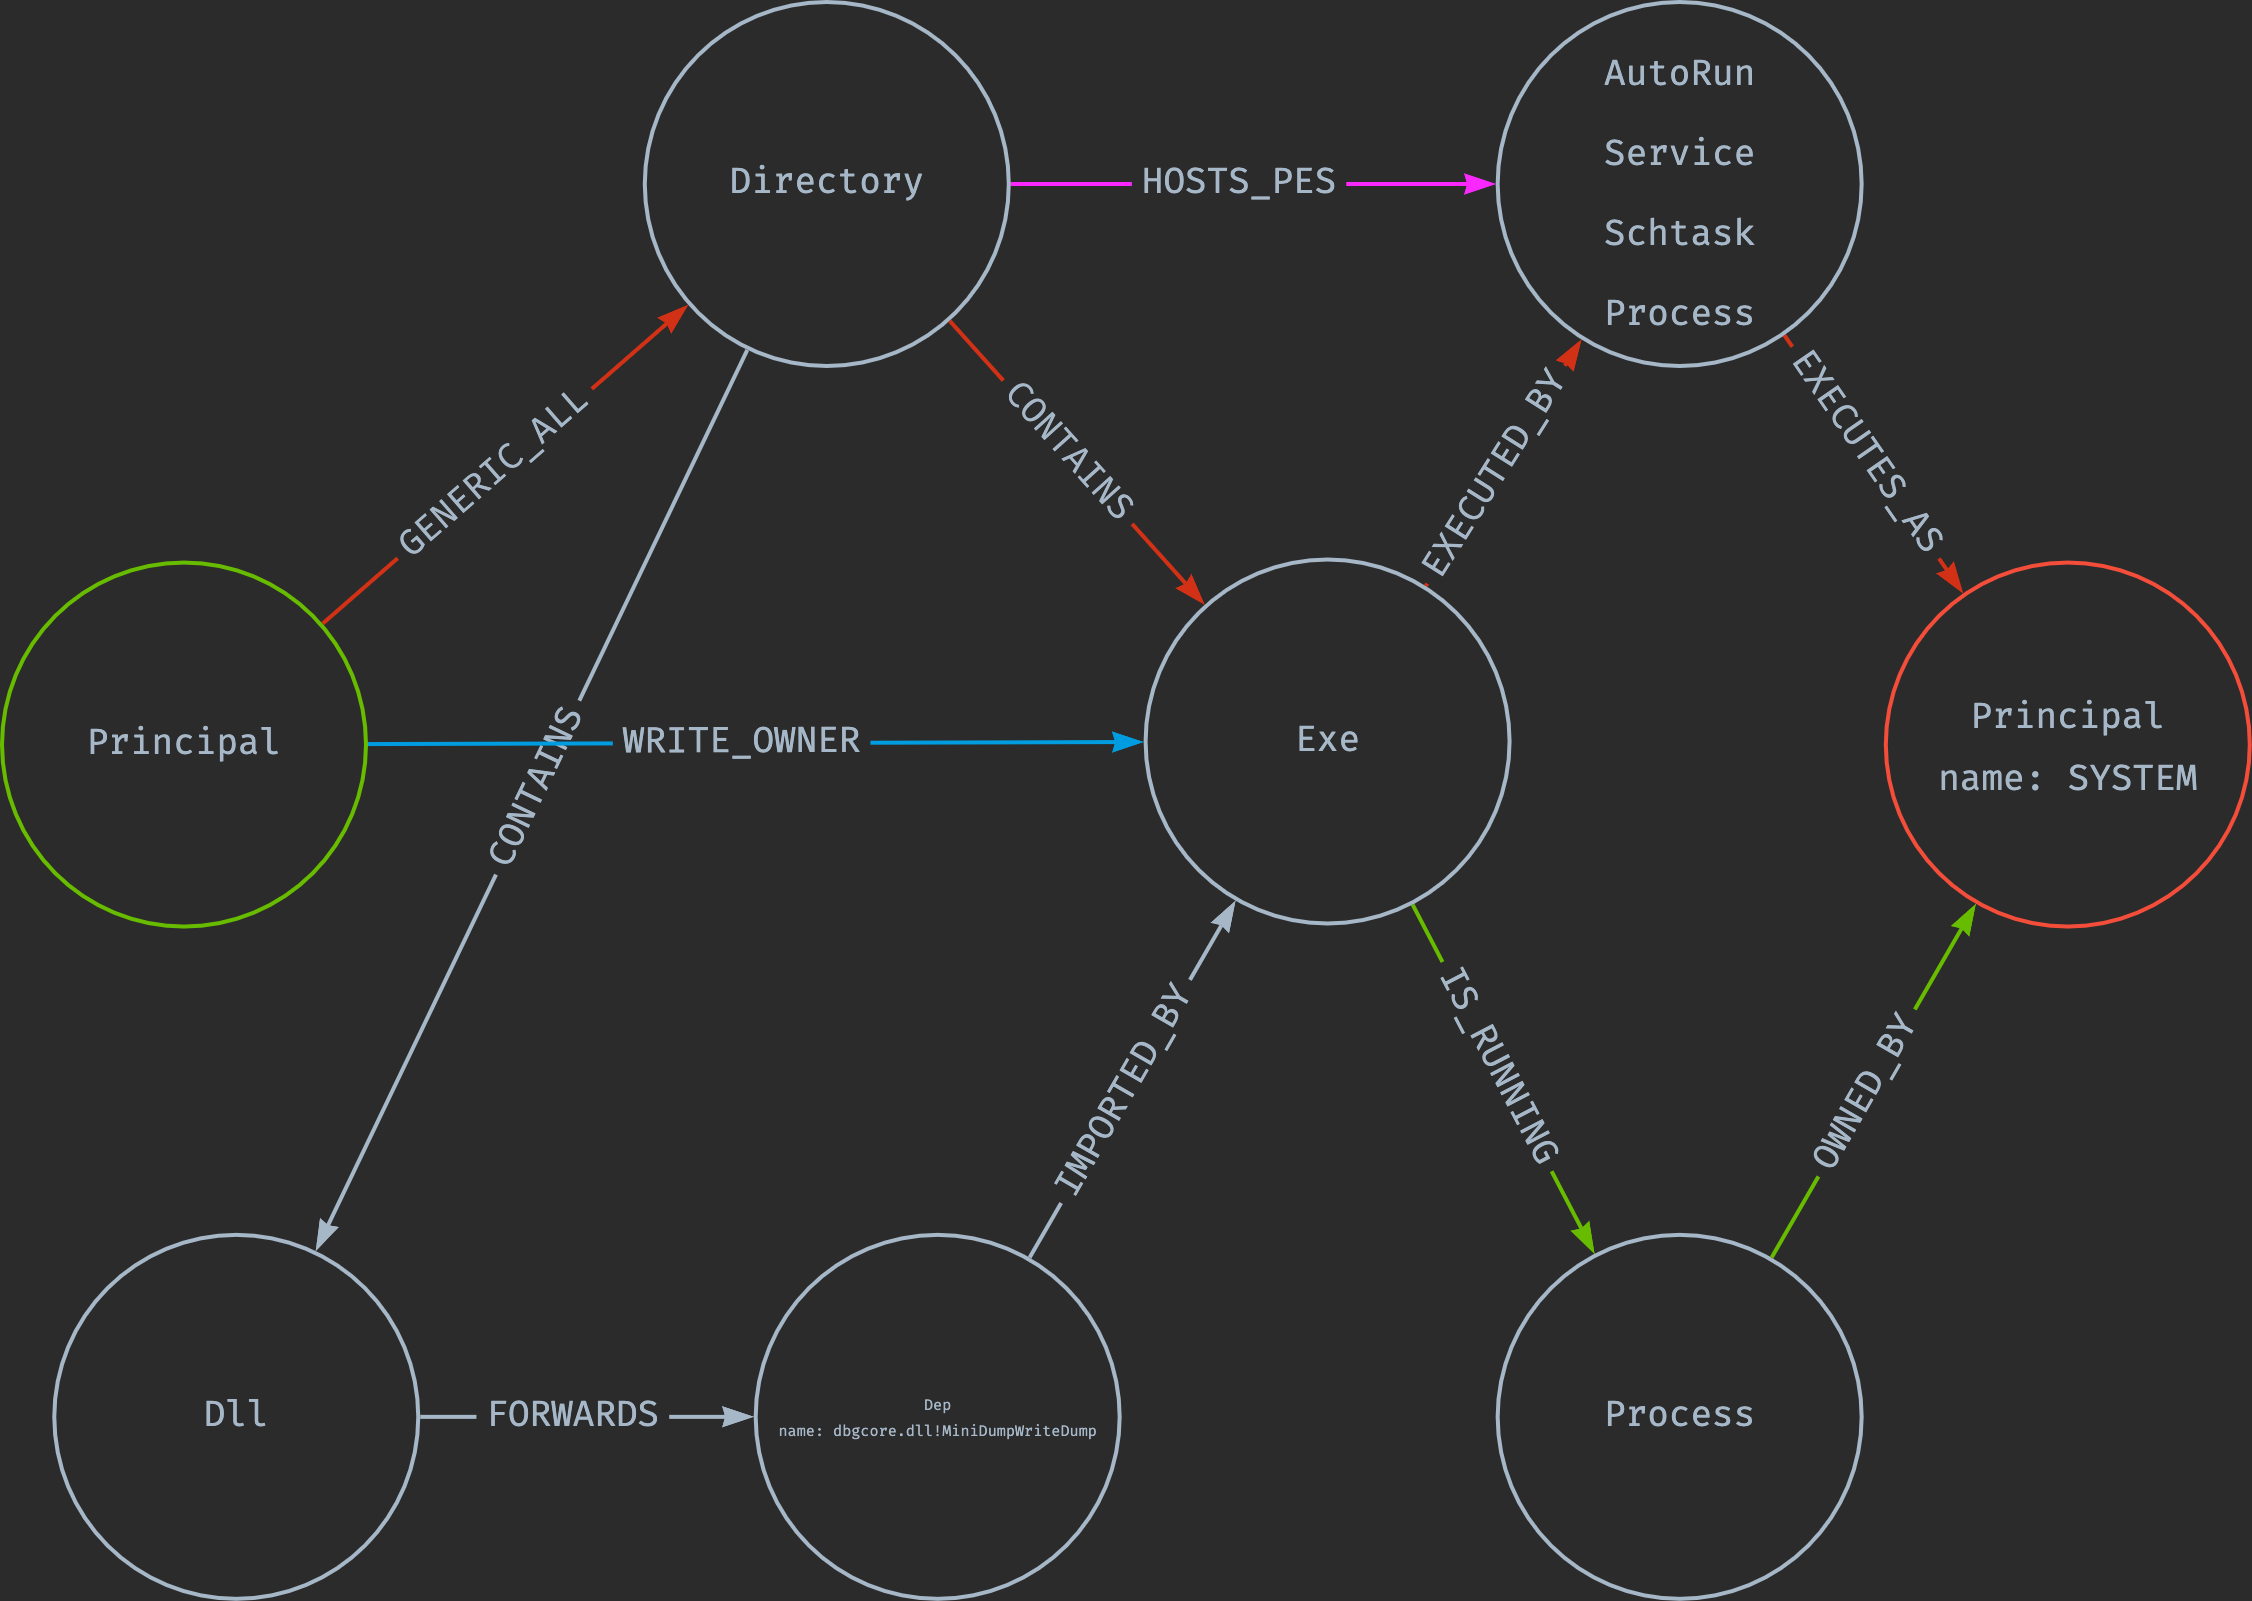 Directory
HOSTS_PES
AutoRun
Service
Schtask
Process
GENERIC_ALL
CONTAINS
EXECUTED_BY
EXECUTES_AS
Principal
CONTAINS
WRITE_OWNER
Exe
Principal
name: SYSTEM
IMPORTED_BY
IS_RUNNING
OWNED_BY
Dll
FORWARDS
Dep
name: dbgcore.dll!MiniDumpWriteDump
Process